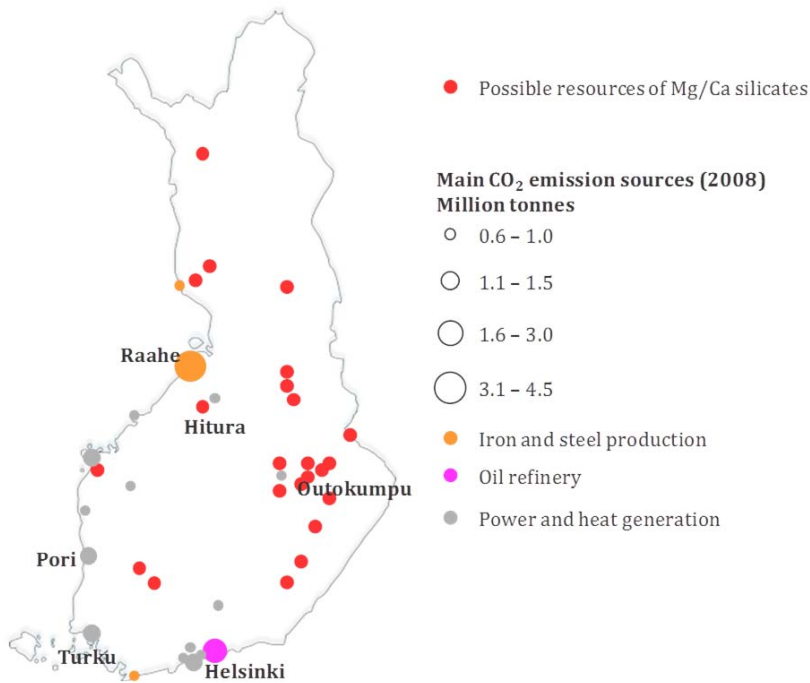 Possible resources of Mg/Ca silicates
Main CO₂ emission sources (2008)
Million tonnes
0.6 – 1.0
1.1 – 1.5
1.6 – 3.0
3.1 – 4.5
Iron and steel production
Oil refinery
Power and heat generation
Raahe
Hitura
Outokumpu
Pori
Turku
Helsinki